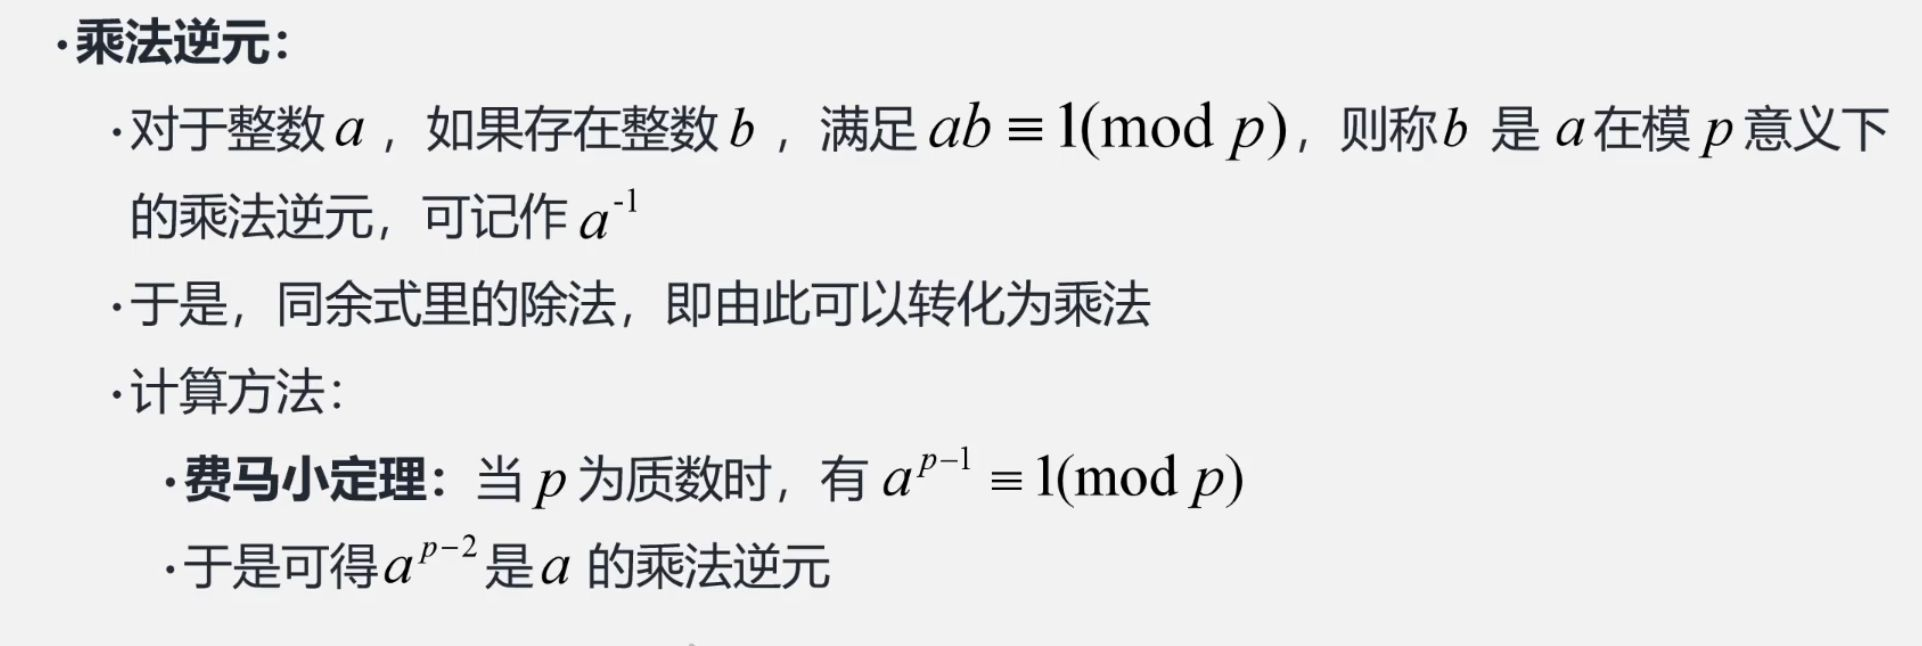 ·乘法逆元：
·对于整数 a ，如果存在整数 b ，满足 ab ≡ 1(mod p)，则称 b 是 a 在模 p 意义下
的乘法逆元，可记作 a⁻¹
·于是，同余式里的除法，即由此可以转化为乘法
·计算方法：
·费马小定理：当 p 为质数时，有 aᵖ⁻¹ ≡ 1(mod p)
·于是可得 aᵖ⁻² 是 a 的乘法逆元